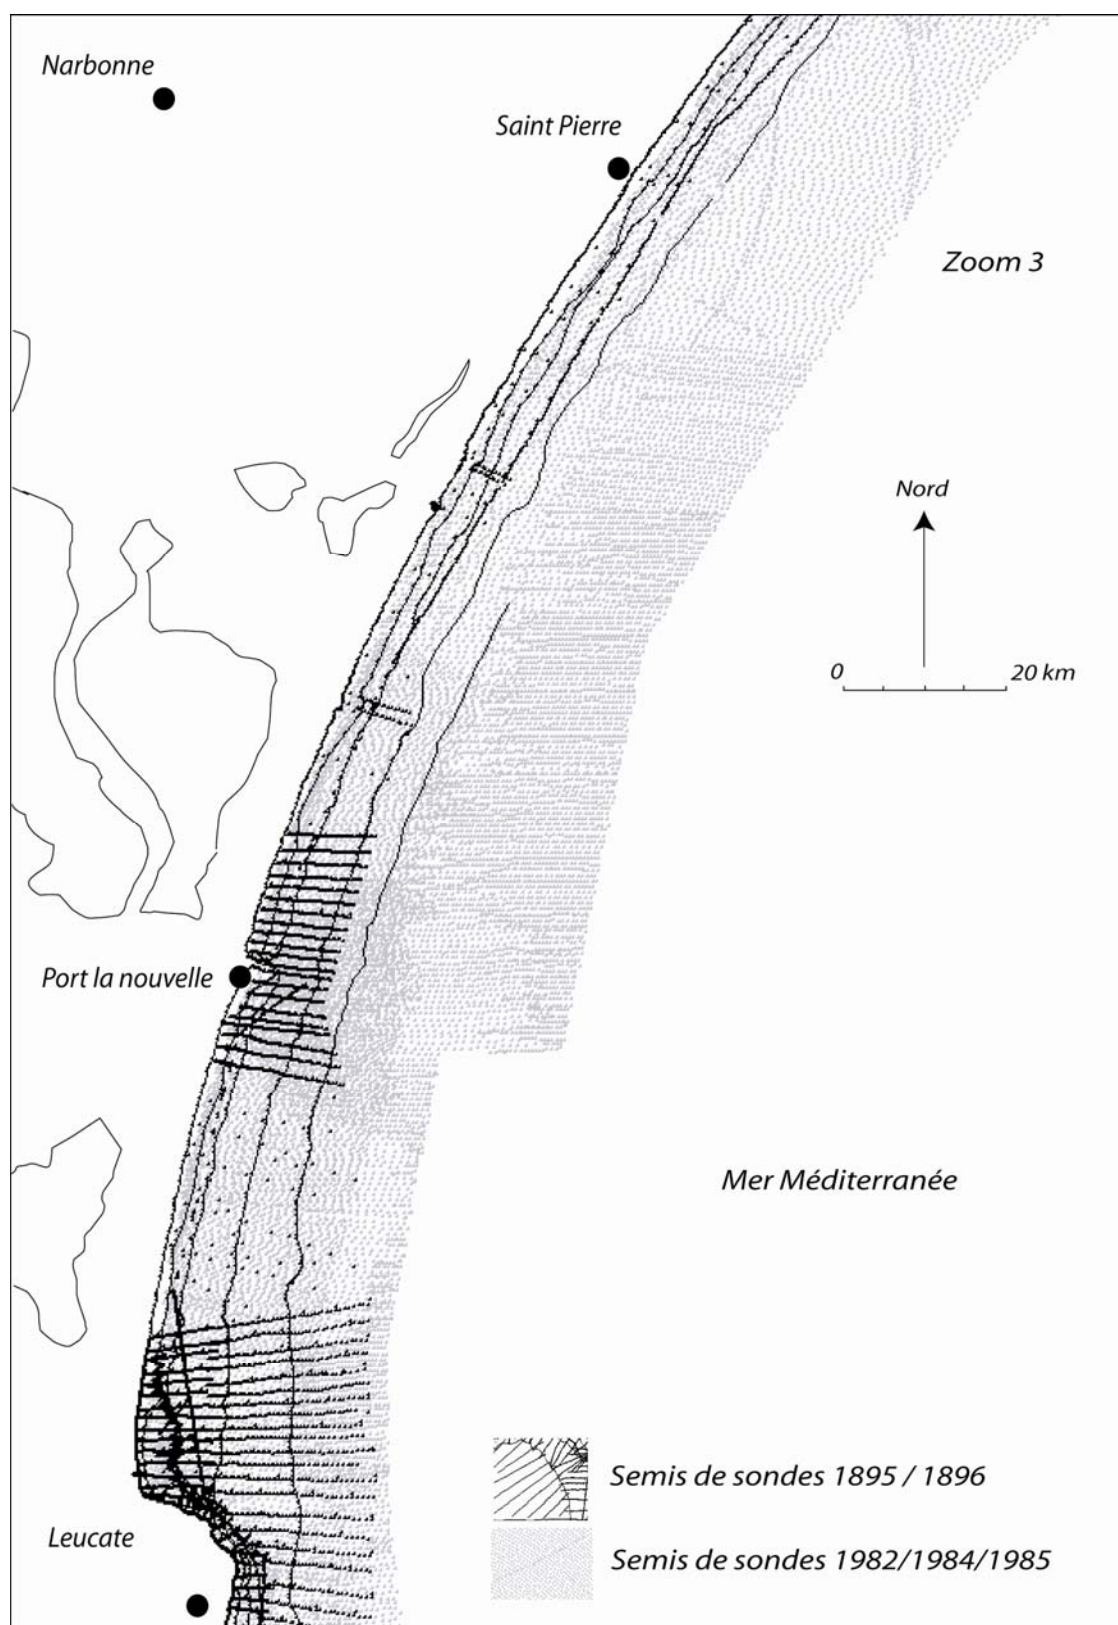 Narbonne
Saint Pierre
Zoom 3
Nord
0 20 km
Port la nouvelle
Mer Méditerranée
Semis de sondes 1895 / 1896
Leucate
Semis de sondes 1982/1984/1985